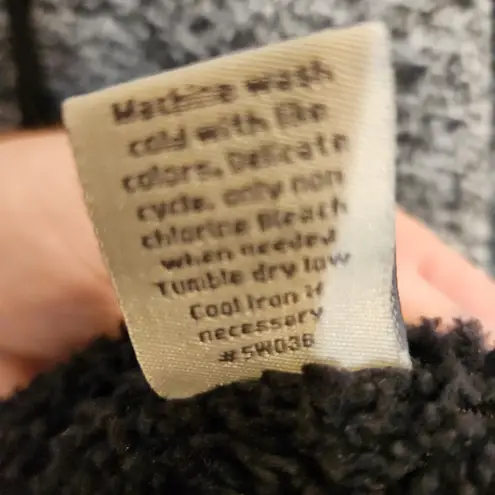 Machine wash
cold with like
colors, Delicate
cycle, only non
chlorine Bleach
when needed
Tumble dry low
Cool Iron if
necessary
#SW036